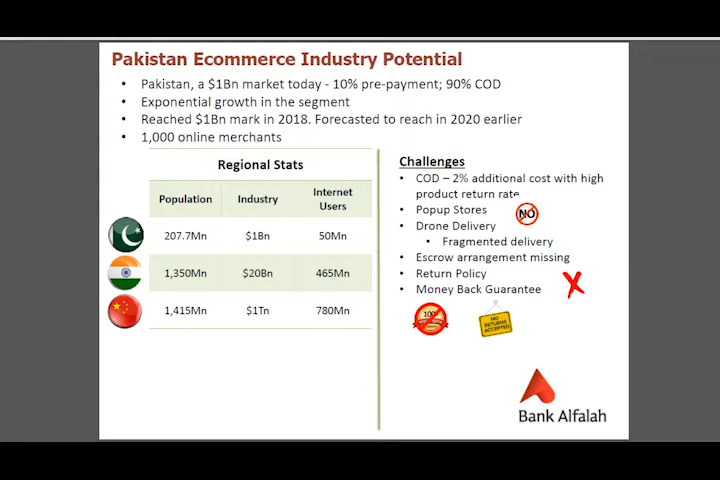 Pakistan Ecommerce Industry Potential
• Pakistan, a $1Bn market today - 10% pre-payment; 90% COD
• Exponential growth in the segment
• Reached $1Bn mark in 2018. Forecasted to reach in 2020 earlier
• 1,000 online merchants
Regional Stats
Population Industry Internet Users
207.7Mn $1Bn 50Mn
1,350Mn $20Bn 465Mn
1,415Mn $1Tn 780Mn
Challenges
• COD – 2% additional cost with high
product return rate
• Popup Stores
NO
• Drone Delivery
• Fragmented delivery
• Escrow arrangement missing
• Return Policy
• Money Back Guarantee
100
NO
RETURNS
ACCEPTED
Bank Alfalah